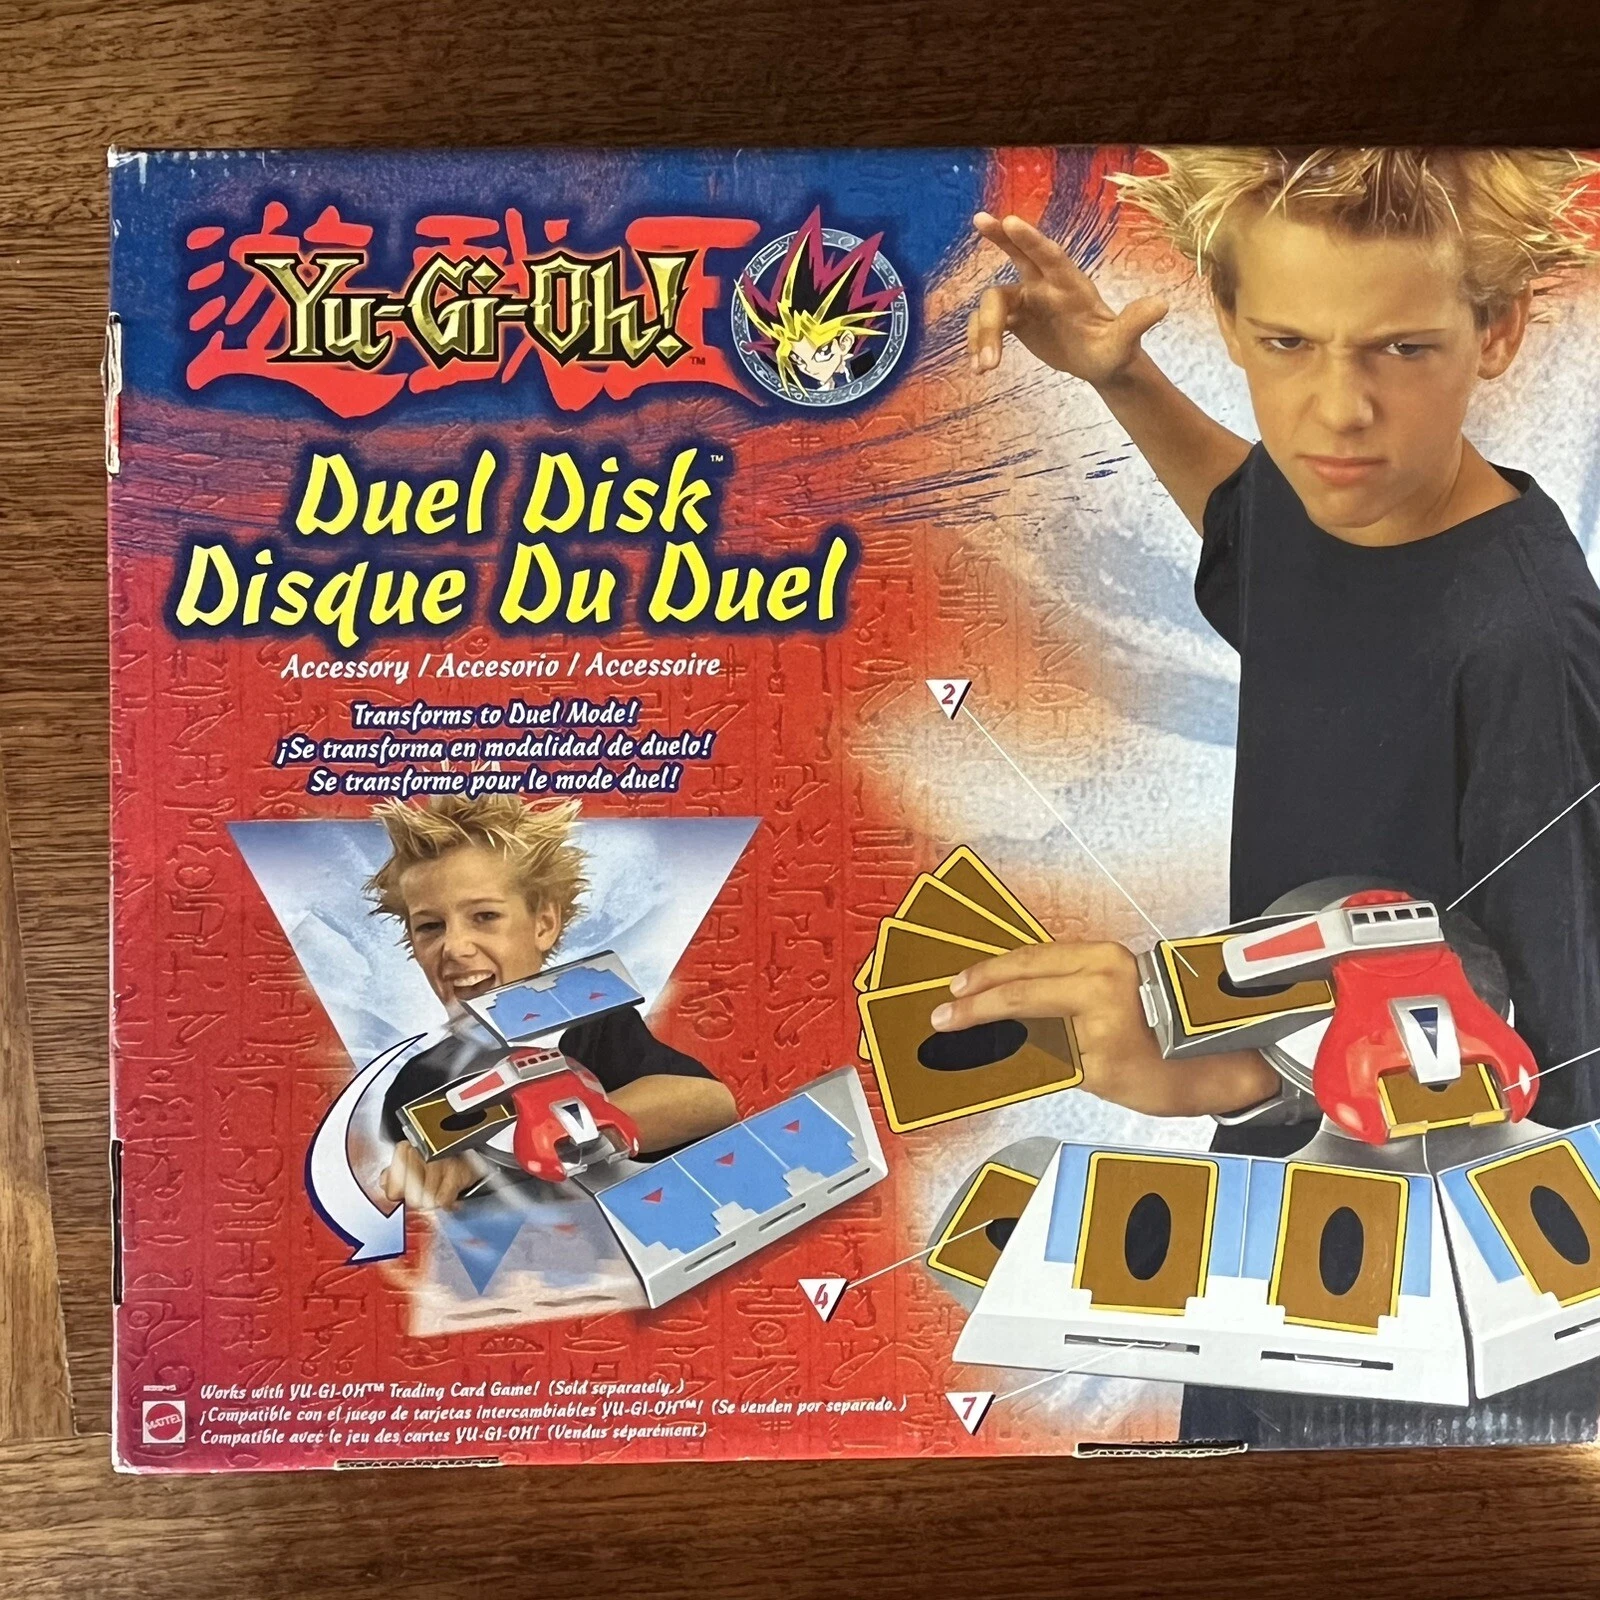 遊戯王
Yu-Gi-Oh!™
Duel Disk™
Disque Du Duel
Accessory / Accesorio / Accessoire
Transforms to Duel Mode!
¡Se transforma en modalidad de duelo!
Se transforme pour le mode duel!
2
4
7
Works with YU-GI-OH™ Trading Card Game! (Sold separately.)
¡Compatible con el juego de tarjetas intercambiables YU-GI-OH™! (Se venden por separado.)
Compatible avec le jeu des cartes YU-GI-OH! (Vendus séparément)
MATTEL